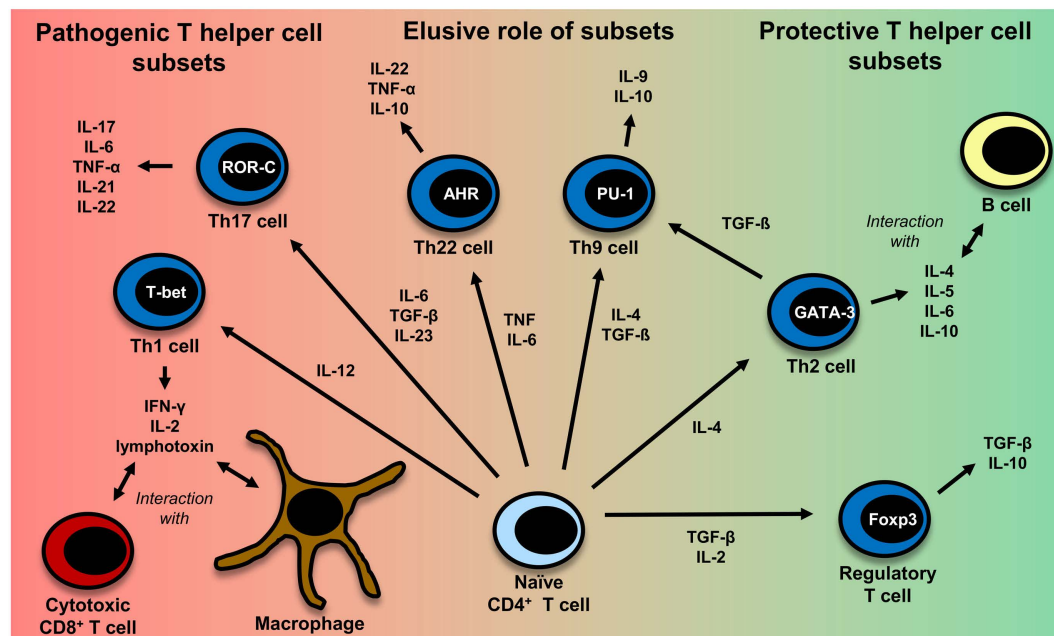 Pathogenic T helper cell
subsets
Elusive role of subsets
Protective T helper cell
subsets
IL-17
IL-6
TNF-α
IL-21
IL-22
ROR-C
Th17 cell
IL-22
TNF-α
IL-10
AHR
Th22 cell
IL-9
IL-10
PU-1
Th9 cell
TGF-ß
B cell
Interaction
with
IL-4
IL-5
IL-6
IL-10
GATA-3
Th2 cell
T-bet
Th1 cell
IL-6
TGF-β
IL-23
TNF
IL-6
IL-4
TGF-ß
IL-12
IL-4
IFN-γ
IL-2
lymphotoxin
Interaction
with
Cytotoxic
CD8⁺ T cell
Macrophage
Naïve
CD4⁺ T cell
TGF-β
IL-2
TGF-β
IL-10
Foxp3
Regulatory
T cell